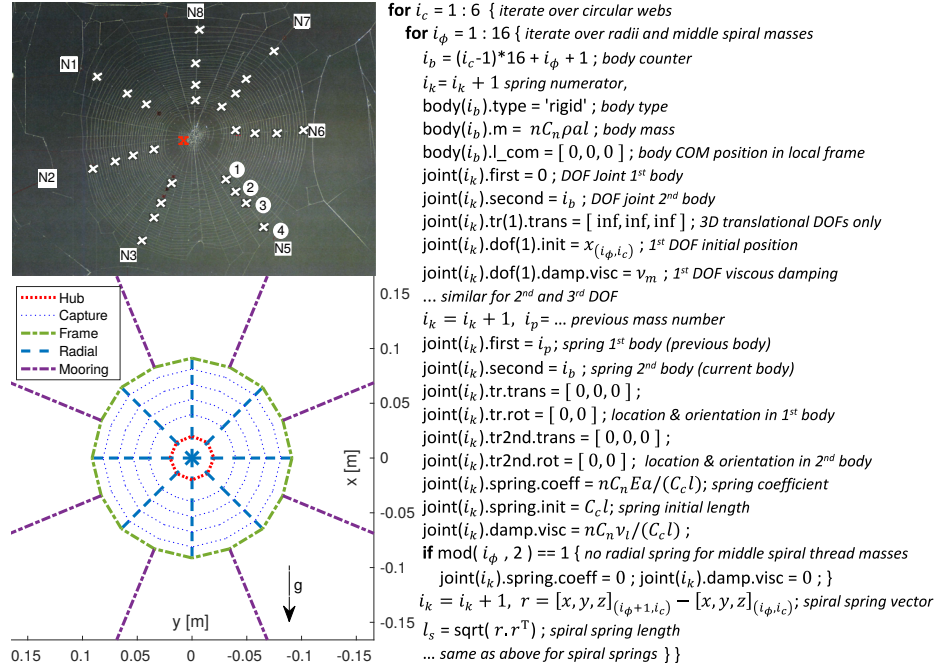 N8
N7
N1
N6
N2
1
2
3
4
N5
N3
Hub
Capture
Frame
Radial
Mooring
0.15
0.1
0.05
0
-0.05
-0.1
-0.15
x [m]
g
y [m]
0.15 0.1 0.05 0 -0.05 -0.1 -0.15
for i_c = 1 : 6 { iterate over circular webs
for i_ϕ = 1 : 16 { iterate over radii and middle spiral masses
i_b = (i_c-1)*16 + i_ϕ + 1 ; body counter
i_k = i_k + 1 spring numerator,
body(i_b).type = 'rigid' ; body type
body(i_b).m = nC_nρal ; body mass
body(i_b).l_com = [ 0, 0, 0 ] ; body COM position in local frame
joint(i_k).first = 0 ; DOF Joint 1st body
joint(i_k).second = i_b ; DOF joint 2nd body
joint(i_k).tr(1).trans = [ inf, inf, inf ] ; 3D translational DOFs only
joint(i_k).dof(1).init = x_(i_ϕ,i_c) ; 1st DOF initial position
joint(i_k).dof(1).damp.visc = ν_m ; 1st DOF viscous damping
... similar for 2nd and 3rd DOF
i_k = i_k + 1, i_p = ... previous mass number
joint(i_k).first = i_p; spring 1st body (previous body)
joint(i_k).second = i_b ; spring 2nd body (current body)
joint(i_k).tr.trans = [ 0, 0, 0 ] ;
joint(i_k).tr.rot = [ 0, 0 ] ; location & orientation in 1st body
joint(i_k).tr2nd.trans = [ 0, 0, 0 ] ;
joint(i_k).tr2nd.rot = [ 0, 0 ] ; location & orientation in 2nd body
joint(i_k).spring.coeff = nC_nEa/(C_cl); spring coefficient
joint(i_k).spring.init = C_cl; spring initial length
joint(i_k).damp.visc = nC_nν_l/(C_cl) ;
if mod( i_ϕ , 2 ) == 1 { no radial spring for middle spiral thread masses
joint(i_k).spring.coeff = 0 ; joint(i_k).damp.visc = 0 ; }
i_k = i_k + 1, r = [x, y, z]_(i_ϕ+1,i_c) − [x, y, z]_(i_ϕ,i_c); spiral spring vector
l_s = sqrt( r. r^T) ; spiral spring length
... same as above for spiral springs } }